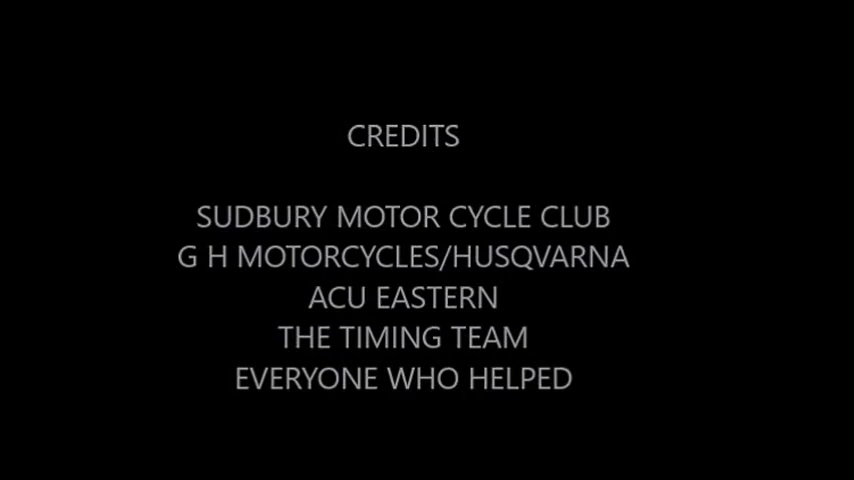 CREDITS
SUDBURY MOTOR CYCLE CLUB
G H MOTORCYCLES/HUSQVARNA
ACU EASTERN
THE TIMING TEAM
EVERYONE WHO HELPED